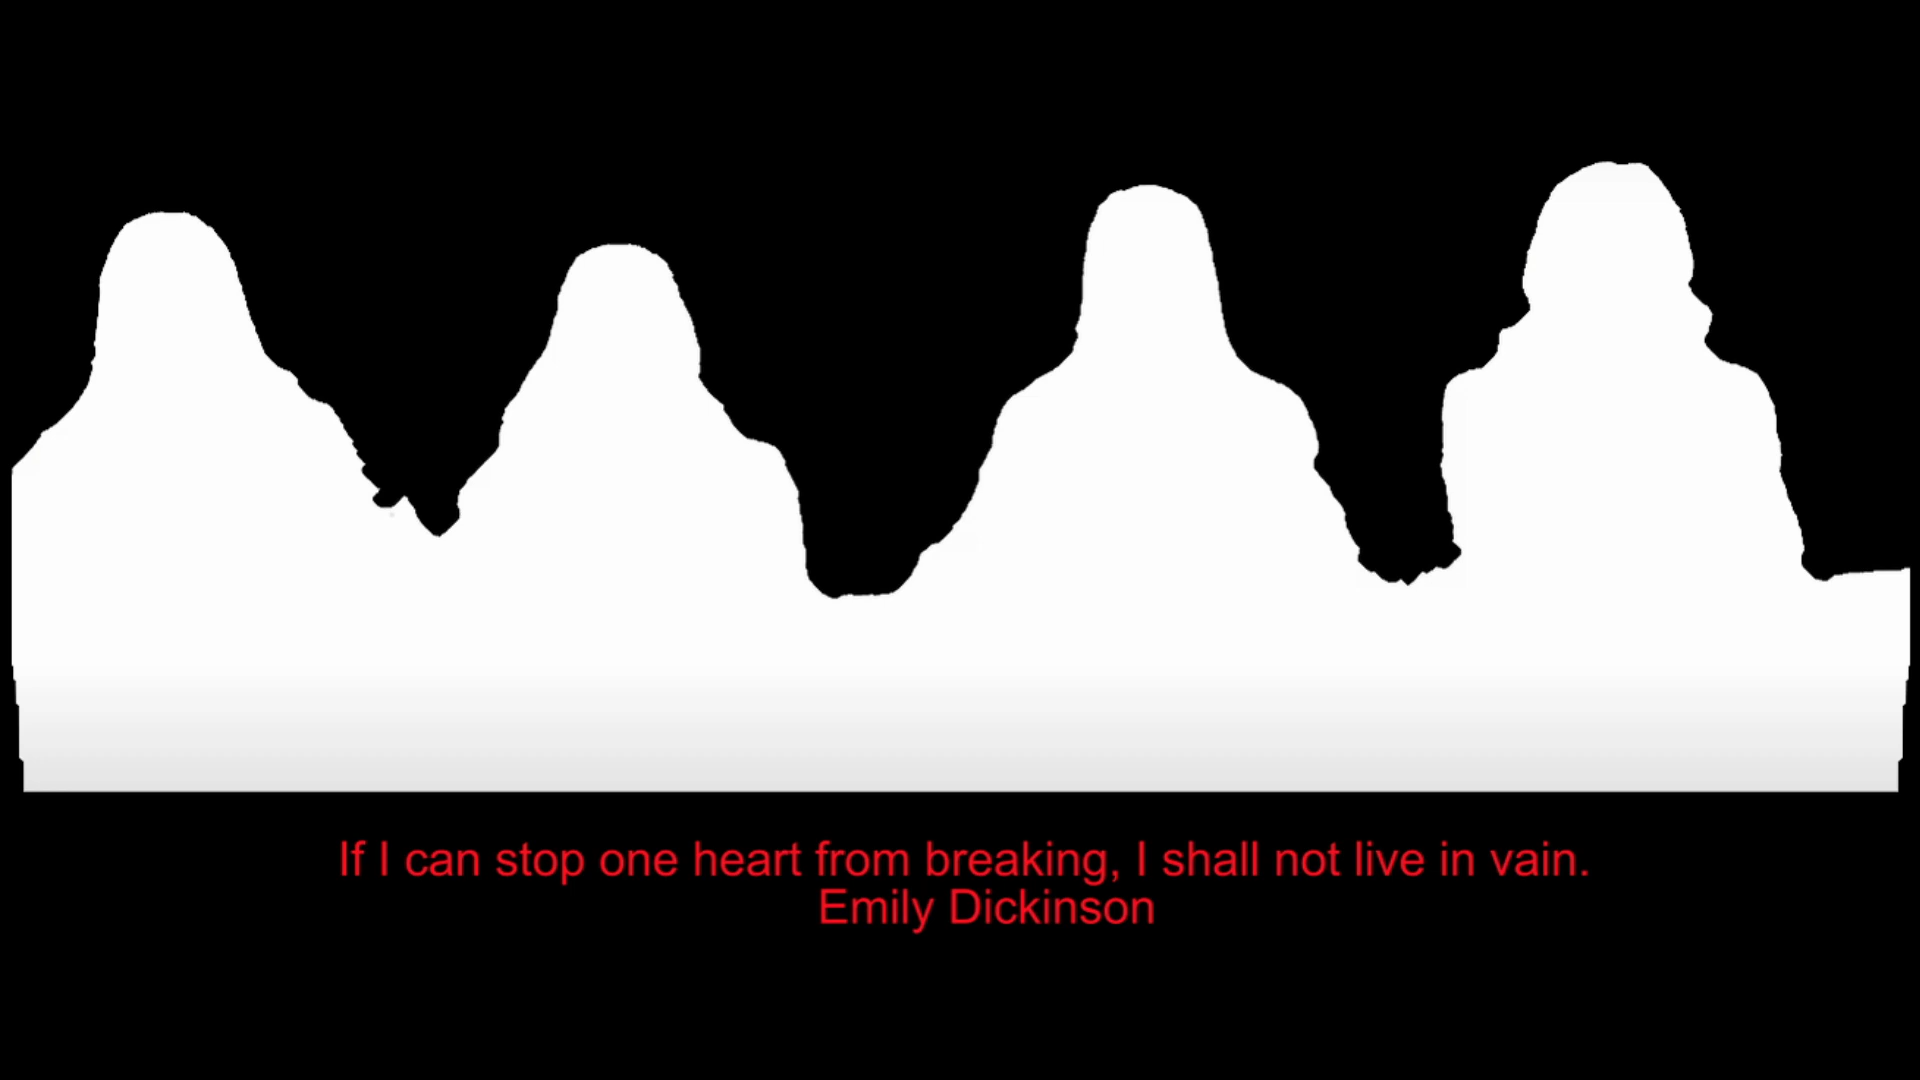 If I can stop one heart from breaking, I shall not live in vain.
Emily Dickinson